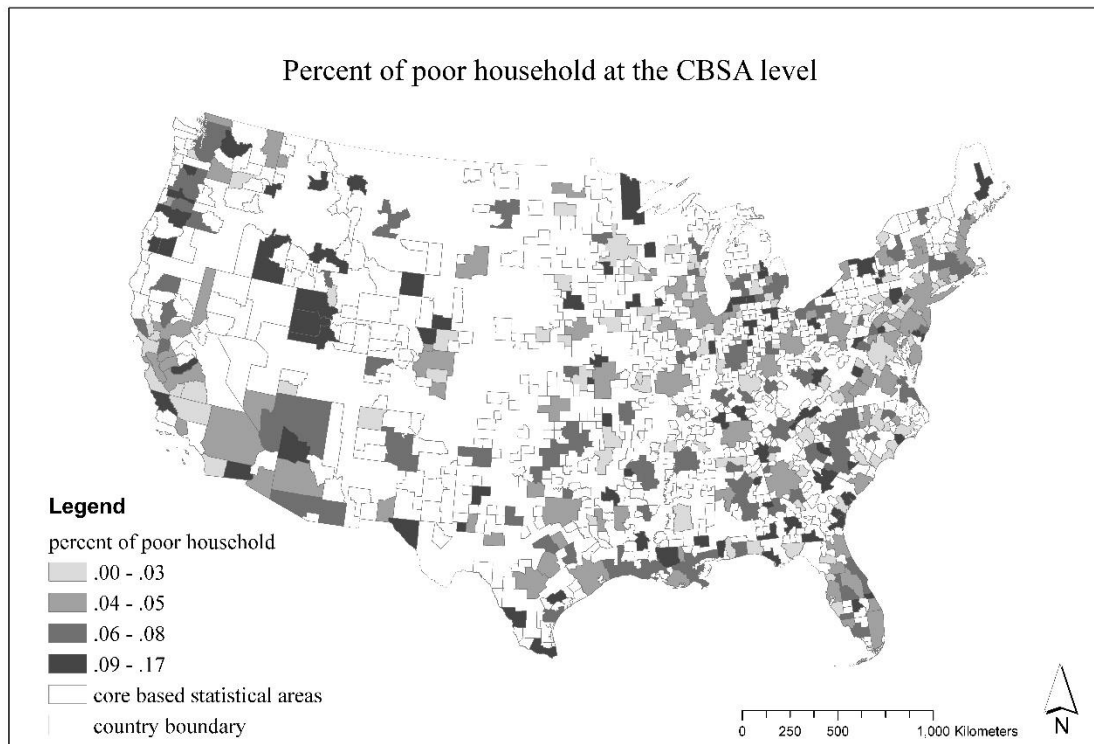 Percent of poor household at the CBSA level
Legend
percent of poor household
.00 - .03
.04 - .05
.06 - .08
.09 - .17
core based statistical areas
country boundary
0 250 500 1,000 Kilometers
N